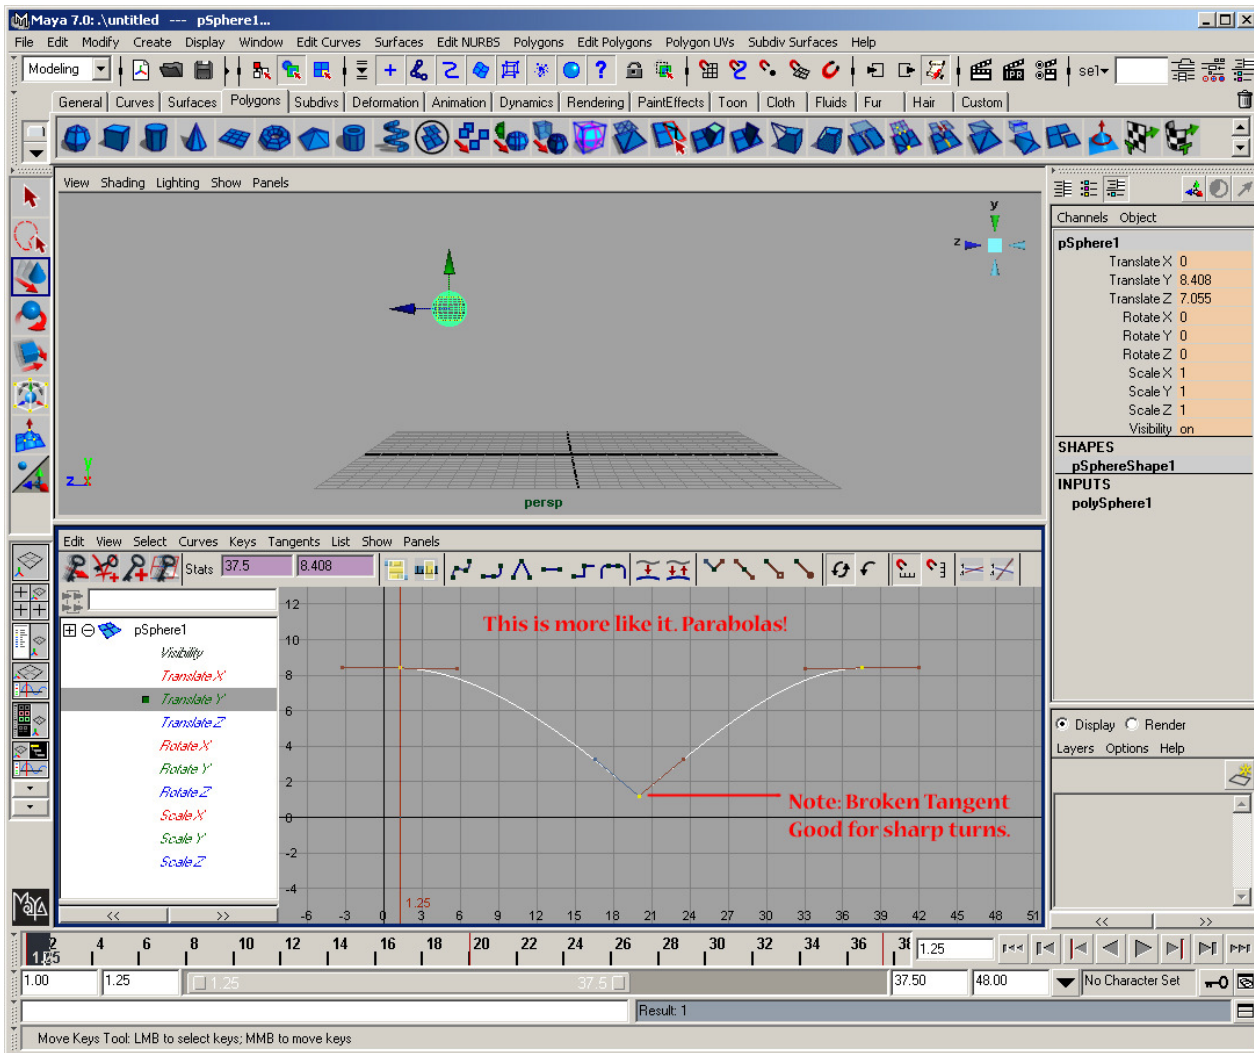 Maya 7.0: .\untitled --- pSphere1...
File Edit Modify Create Display Window Edit Curves Surfaces Edit NURBS Polygons Edit Polygons Polygon UVs Subdiv Surfaces Help
Modeling sel
General Curves Surfaces Polygons Subdivs Deformation Animation Dynamics Rendering PaintEffects Toon Cloth Fluids Fur Hair Custom
View Shading Lighting Show Panels
y
z
y
z x
persp
Channels Object
pSphere1
Translate X 0
Translate Y 8.408
Translate Z 7.055
Rotate X 0
Rotate Y 0
Rotate Z 0
Scale X 1
Scale Y 1
Scale Z 1
Visibility on
SHAPES
pSphereShape1
INPUTS
polySphere1
Edit View Select Curves Keys Tangents List Show Panels
Stats 37.5 8.408
pSphere1
Visibility
Translate X
Translate Y
Translate Z
Rotate X
Rotate Y
Rotate Z
Scale X
Scale Y
Scale Z
<< >>
This is more like it. Parabolas!
Note: Broken Tangent
Good for sharp turns.
12
10
8
6
4
2
0
-2
-4
1.25
-6 -3 0 3 6 9 12 15 18 21 24 27 30 33 36 39 42 45 48 51
Display Render
Layers Options Help
<< >>
MAYA
2 4 6 8 10 12 14 16 18 20 22 24 26 28 30 32 34 36 38
1.25
1.25
1.00 1.25 1.25 37.5 37.50 48.00 No Character Set
Result: 1
Move Keys Tool: LMB to select keys; MMB to move keys